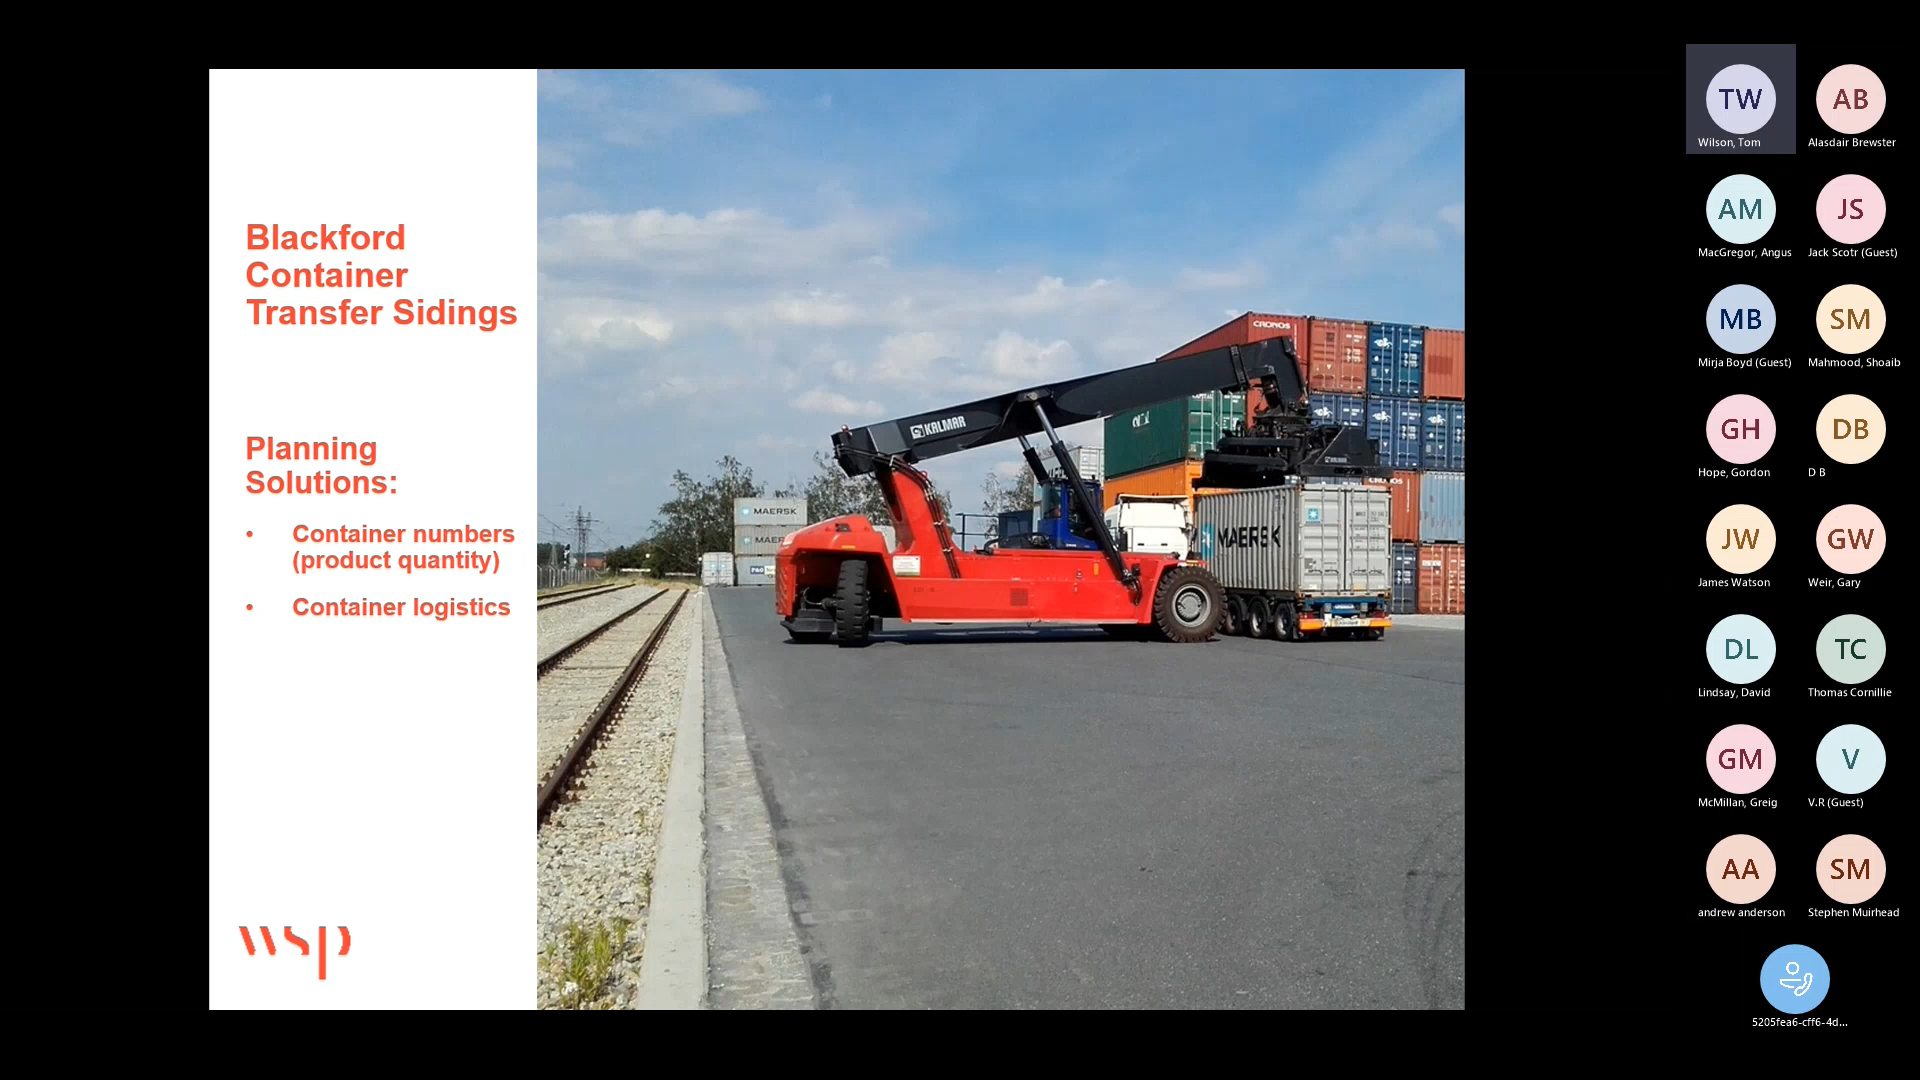 Blackford
Container
Transfer Sidings
Planning
Solutions:
• Container numbers
(product quantity)
• Container logistics
wsp
CRONOS
KALMAR
MAERSK
MAERSK
TW
Wilson, Tom
AB
Alasdair Brewster
AM
MacGregor, Angus
JS
Jack Scotr (Guest)
MB
Mirja Boyd (Guest)
SM
Mahmood, Shoaib
GH
Hope, Gordon
DB
D B
JW
James Watson
GW
Weir, Gary
DL
Lindsay, David
TC
Thomas Cornillie
GM
McMillan, Greig
V
V.R (Guest)
AA
andrew anderson
SM
Stephen Muirhead
5205fea6-cff6-4d...